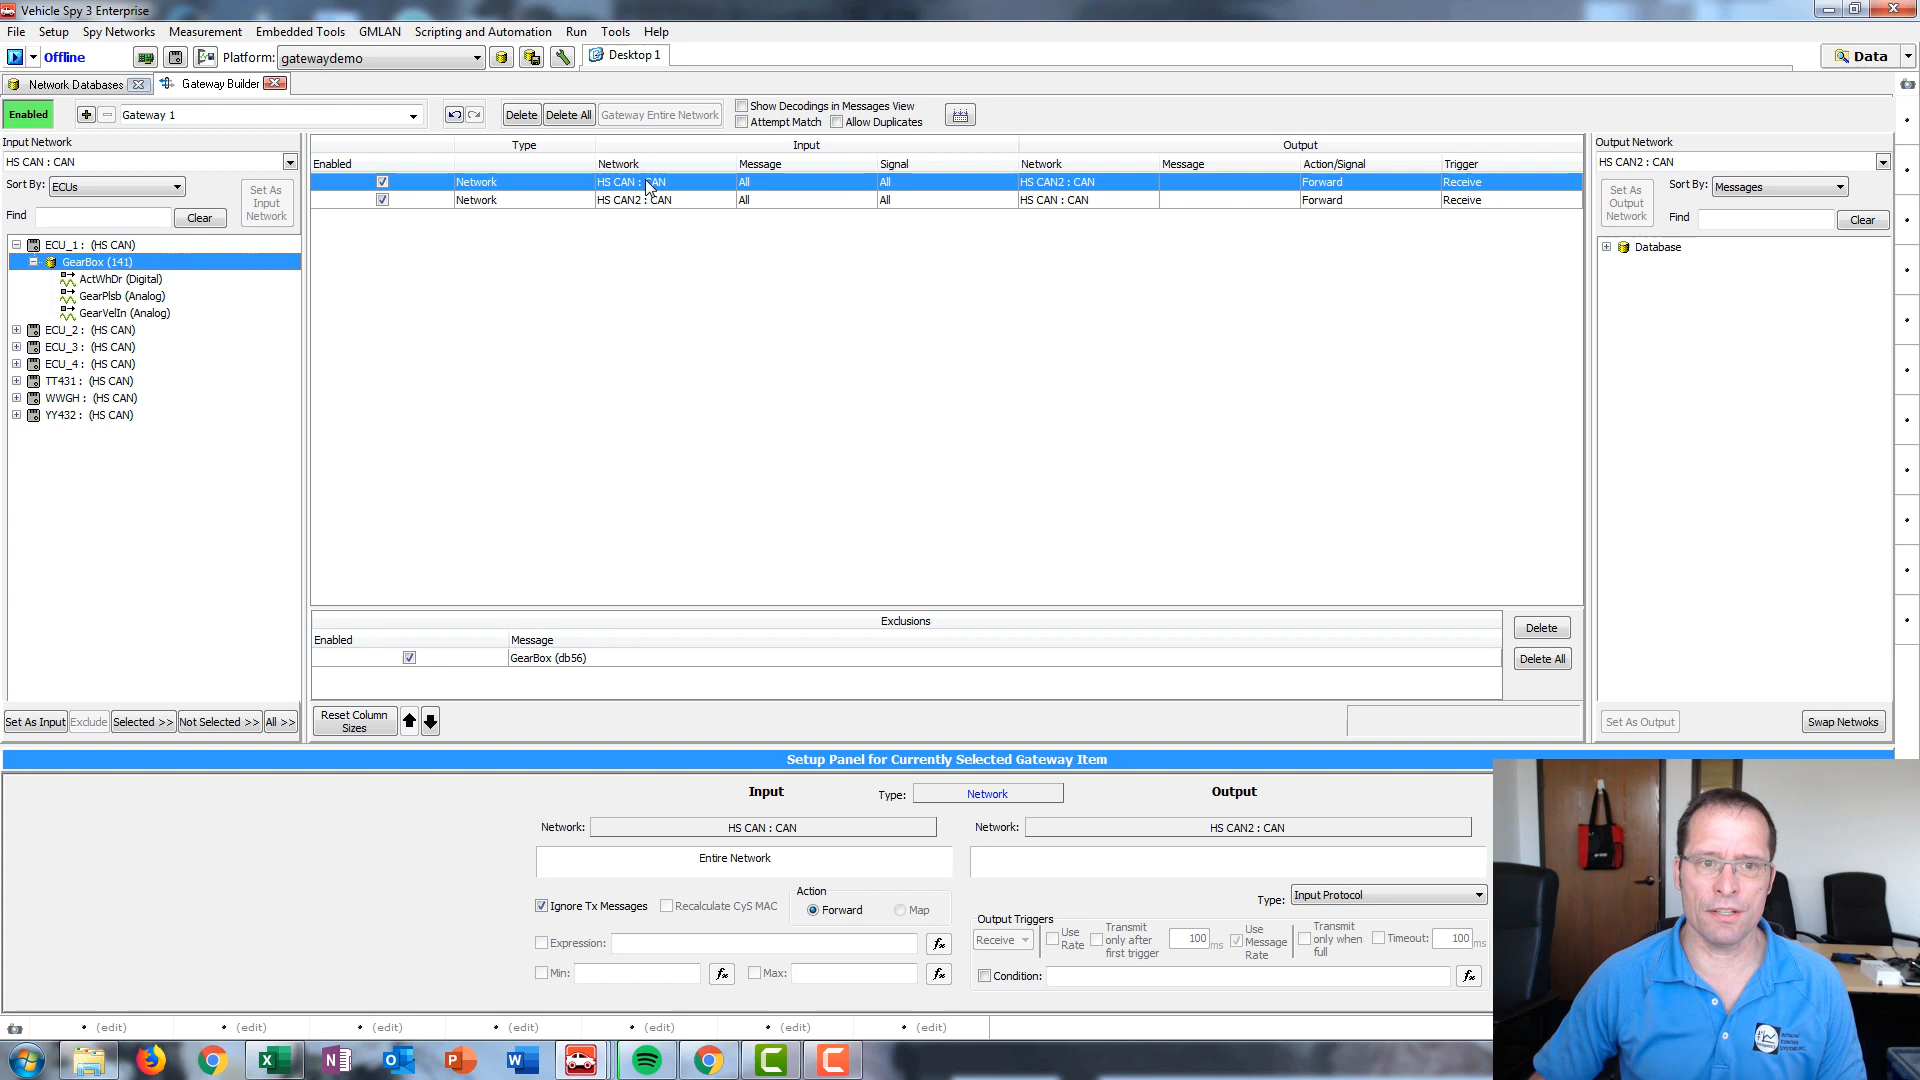 Vehicle Spy 3 Enterprise
File Setup Spy Networks Measurement Embedded Tools GMLAN Scripting and Automation Run Tools Help
Offline Platform: gatewaydemo Desktop 1 Data
Network Databases Gateway Builder
Enabled Gateway 1 Delete Delete All Gateway Entire Network Show Decodings in Messages View
Attempt Match Allow Duplicates
Input Network
HS CAN : CAN
Sort By: ECUs
Set As Input Network
Find Clear
ECU_1 : (HS CAN)
GearBox (141)
ActWhDr (Digital)
GearPlsb (Analog)
GearVelIn (Analog)
ECU_2 : (HS CAN)
ECU_3 : (HS CAN)
ECU_4 : (HS CAN)
TT431 : (HS CAN)
WWGH : (HS CAN)
YY432 : (HS CAN)
Set As Input Exclude Selected >> Not Selected >> All >>
Type Input Output
Enabled Network Message Signal Network Message Action/Signal Trigger
Network HS CAN : CAN All All HS CAN2 : CAN Forward Receive
Network HS CAN2 : CAN All All HS CAN : CAN Forward Receive
Exclusions
Enabled Message
GearBox (db56)
Delete
Delete All
Reset Column Sizes
Output Network
HS CAN2 : CAN
Set As Output Network
Sort By: Messages
Find Clear
Database
Set As Output Swap Netwoks
Setup Panel for Currently Selected Gateway Item
Input Type: Network Output
Network: HS CAN : CAN Network: HS CAN2 : CAN
Entire Network
Ignore Tx Messages Recalculate CyS MAC Action Forward Map
Type: Input Protocol
Output Triggers
Receive Use Rate Transmit only after first trigger 100 ms Use Message Rate Transmit only when full Timeout: 100 ms
Expression: fx
Min: fx Max: fx
Condition: fx
(edit) (edit) (edit) (edit) (edit) (edit) (edit)